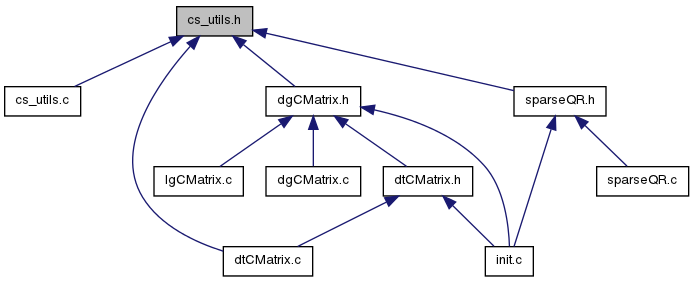 cs_utils.h
cs_utils.c
dgCMatrix.h
sparseQR.h
lgCMatrix.c
dgCMatrix.c
dtCMatrix.h
sparseQR.c
dtCMatrix.c
init.c